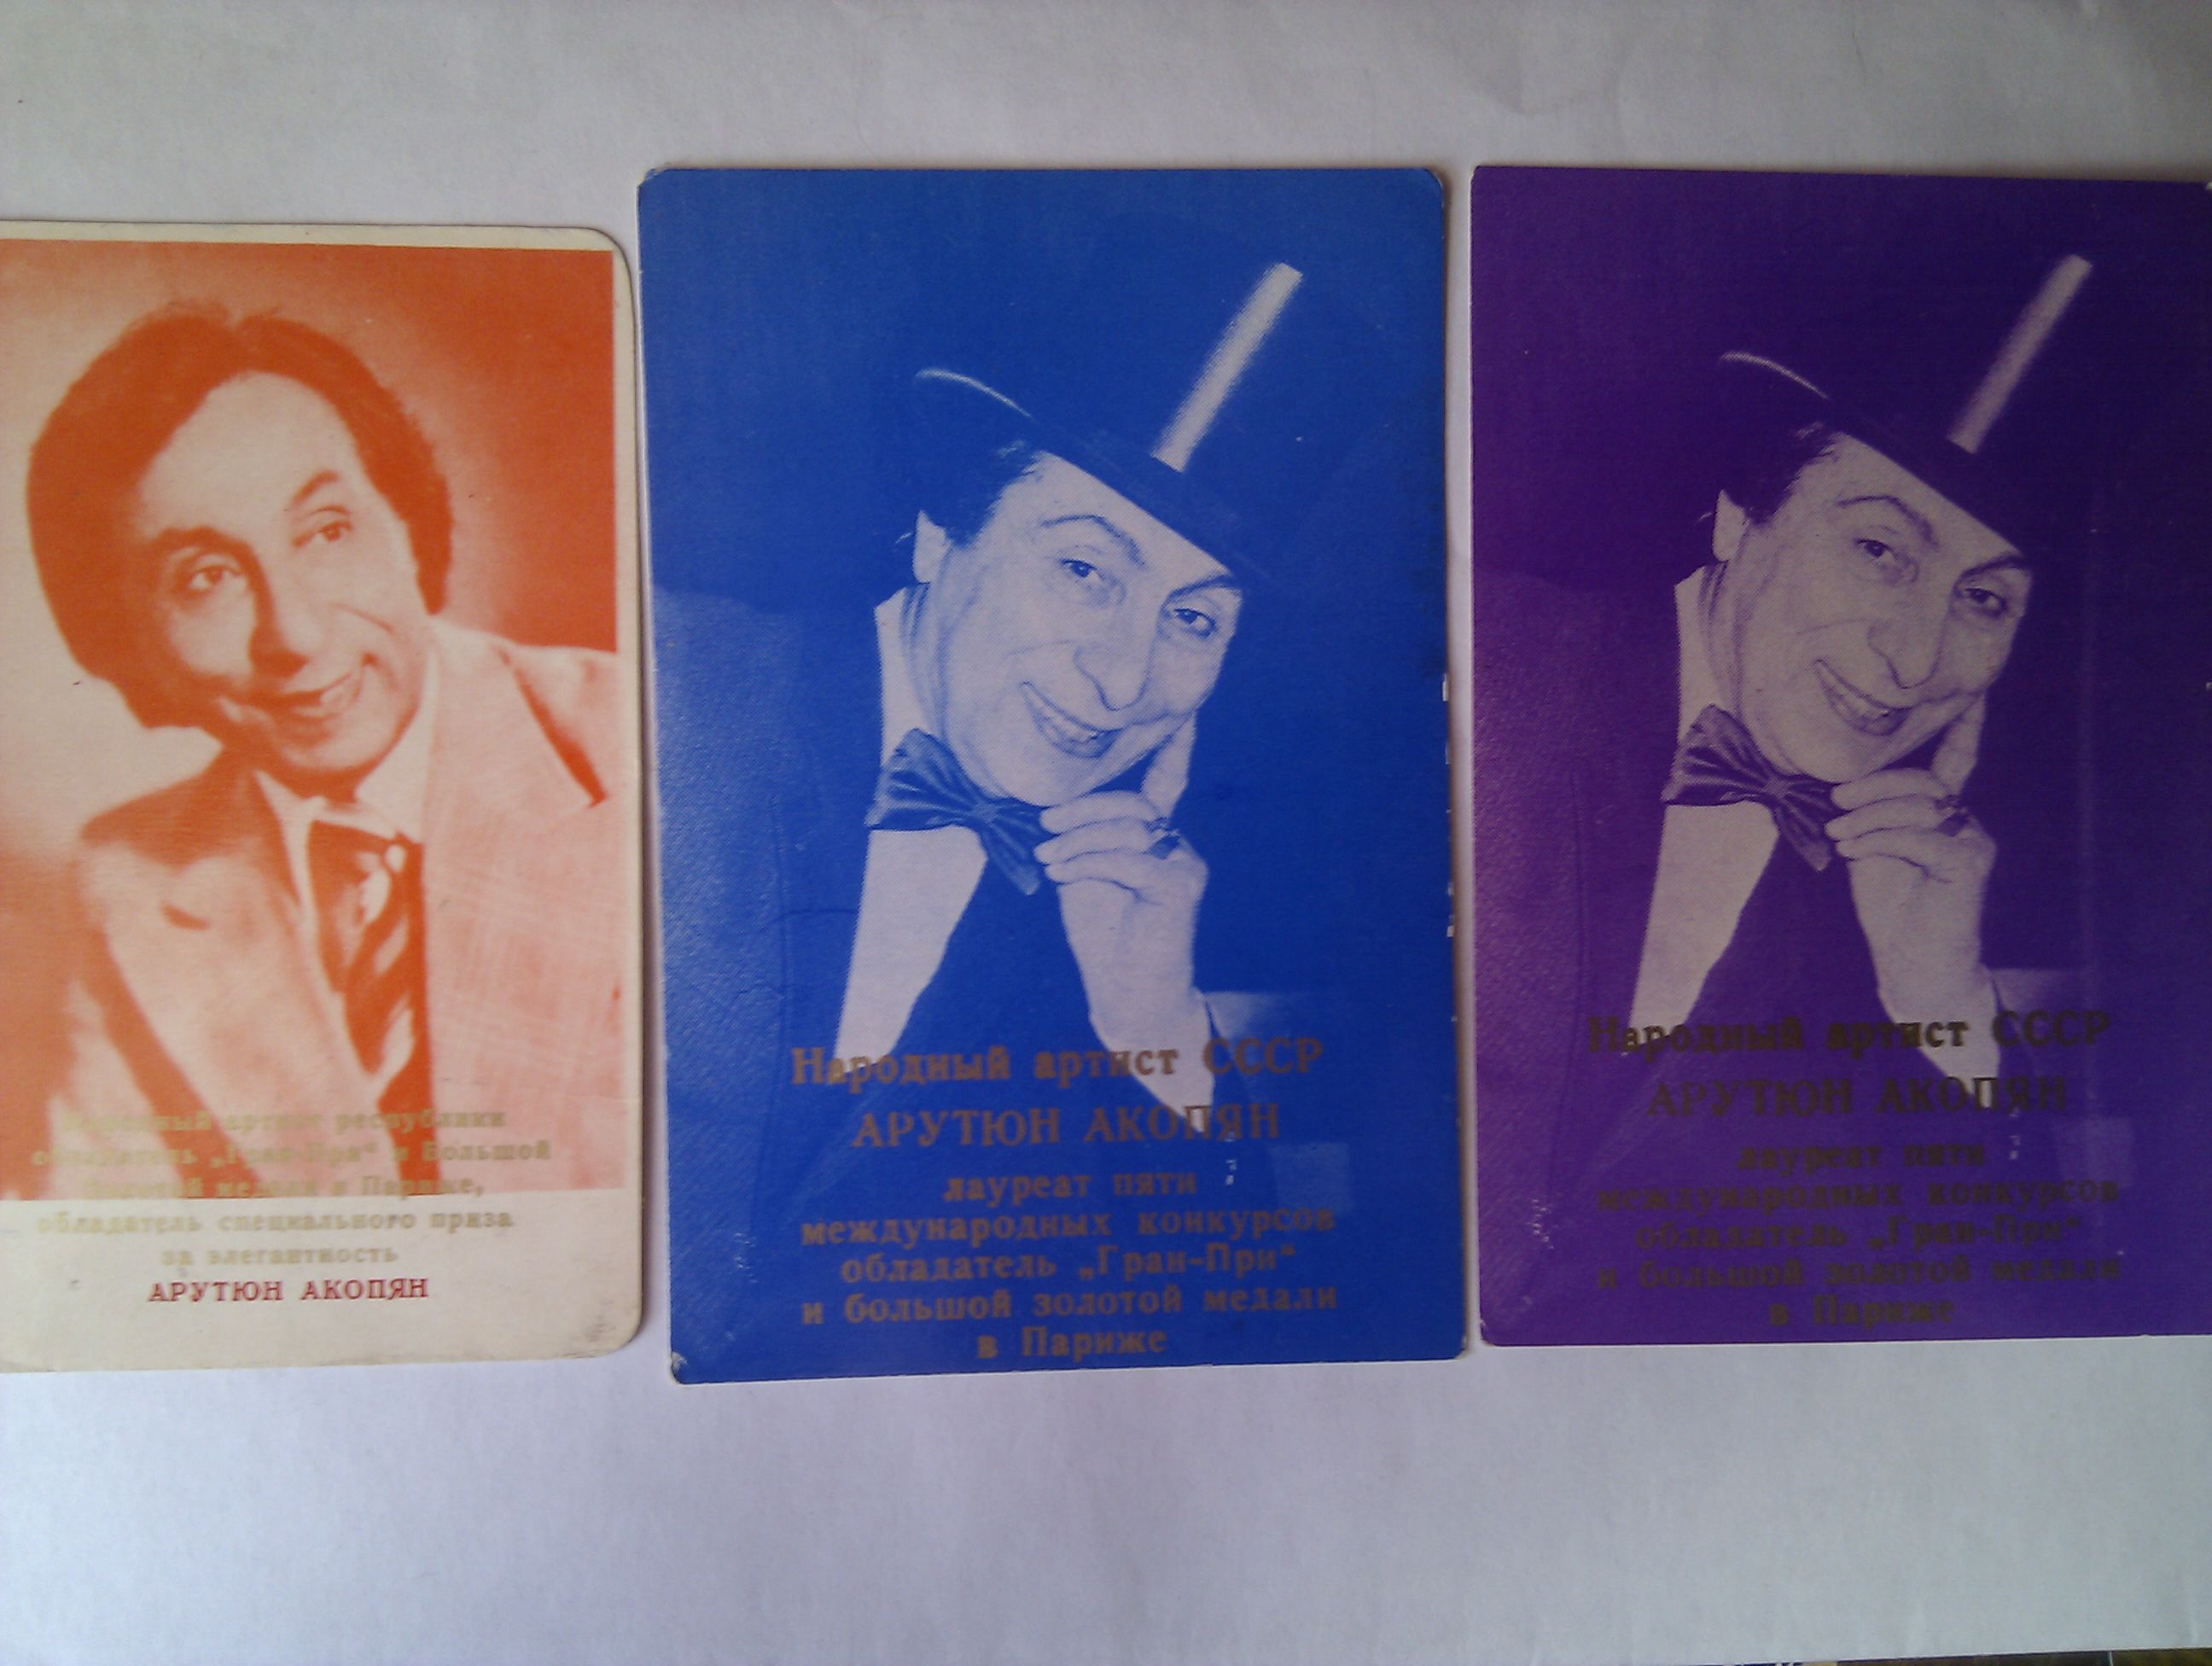 Народный артист республики
обладатель „Гран-При“ и Большой
Золотой медали в Париже,
обладатель специального приза
за элегантность
АРУТЮН АКОПЯН
Народный артист СССР
АРУТЮН АКОПЯН
лауреат пяти
международных конкурсов
обладатель „Гран-При“
и большой золотой медали
в Париже
Народный артист СССР
АРУТЮН АКОПЯН
лауреат пяти
международных конкурсов
обладатель „Гран-При“
и большой золотой медали
в Париже